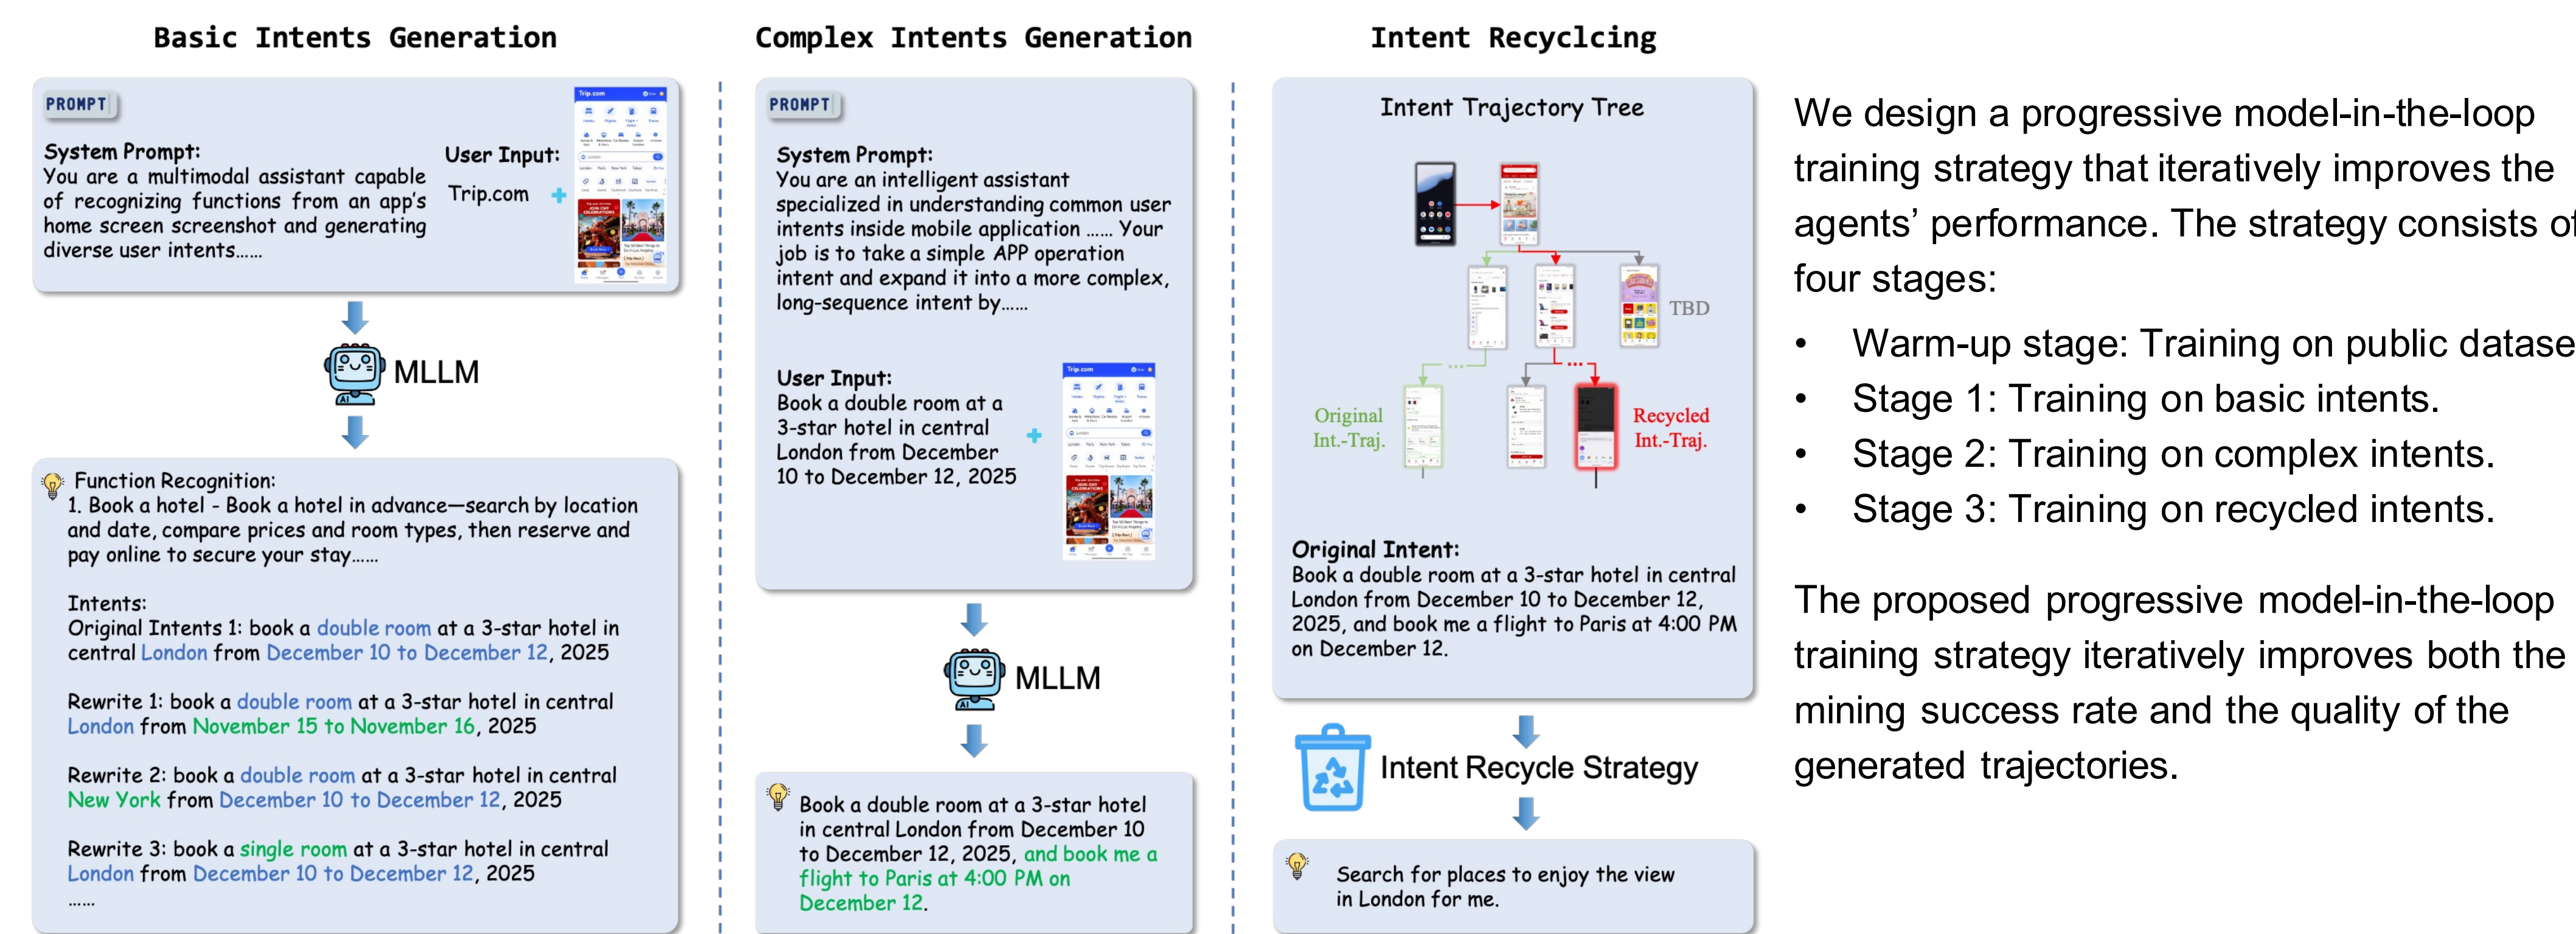 Basic Intents Generation
PROMPT
System Prompt:
You are a multimodal assistant capable
of recognizing functions from an app's
home screen screenshot and generating
diverse user intents......
User Input:
Trip.com
Trip.com
London
MLLM
AI
Function Recognition:
1. Book a hotel - Book a hotel in advance—search by location
and date, compare prices and room types, then reserve and
pay online to secure your stay......
Intents:
Original Intents 1: book a double room at a 3-star hotel in
central London from December 10 to December 12, 2025
Rewrite 1: book a double room at a 3-star hotel in central
London from November 15 to November 16, 2025
Rewrite 2: book a double room at a 3-star hotel in central
New York from December 10 to December 12, 2025
Rewrite 3: book a single room at a 3-star hotel in central
London from December 10 to December 12, 2025
......
Complex Intents Generation
PROMPT
System Prompt:
You are an intelligent assistant
specialized in understanding common user
intents inside mobile application ...... Your
job is to take a simple APP operation
intent and expand it into a more complex,
long-sequence intent by......
User Input:
Book a double room at a
3-star hotel in central
London from December
10 to December 12, 2025
Trip.com
London
MLLM
AI
Book a double room at a 3-star hotel
in central London from December 10
to December 12, 2025, and book me a
flight to Paris at 4:00 PM on
December 12.
Intent Recyclcing
Intent Trajectory Tree
TBD
Original
Int.-Traj.
Recycled
Int.-Traj.
Original Intent:
Book a double room at a 3-star hotel in central
London from December 10 to December 12,
2025, and book me a flight to Paris at 4:00 PM
on December 12.
Intent Recycle Strategy
Search for places to enjoy the view
in London for me.
We design a progressive model-in-the-loop
training strategy that iteratively improves the
agents' performance. The strategy consists of
four stages:
• Warm-up stage: Training on public datase
• Stage 1: Training on basic intents.
• Stage 2: Training on complex intents.
• Stage 3: Training on recycled intents.
The proposed progressive model-in-the-loop
training strategy iteratively improves both the
mining success rate and the quality of the
generated trajectories.